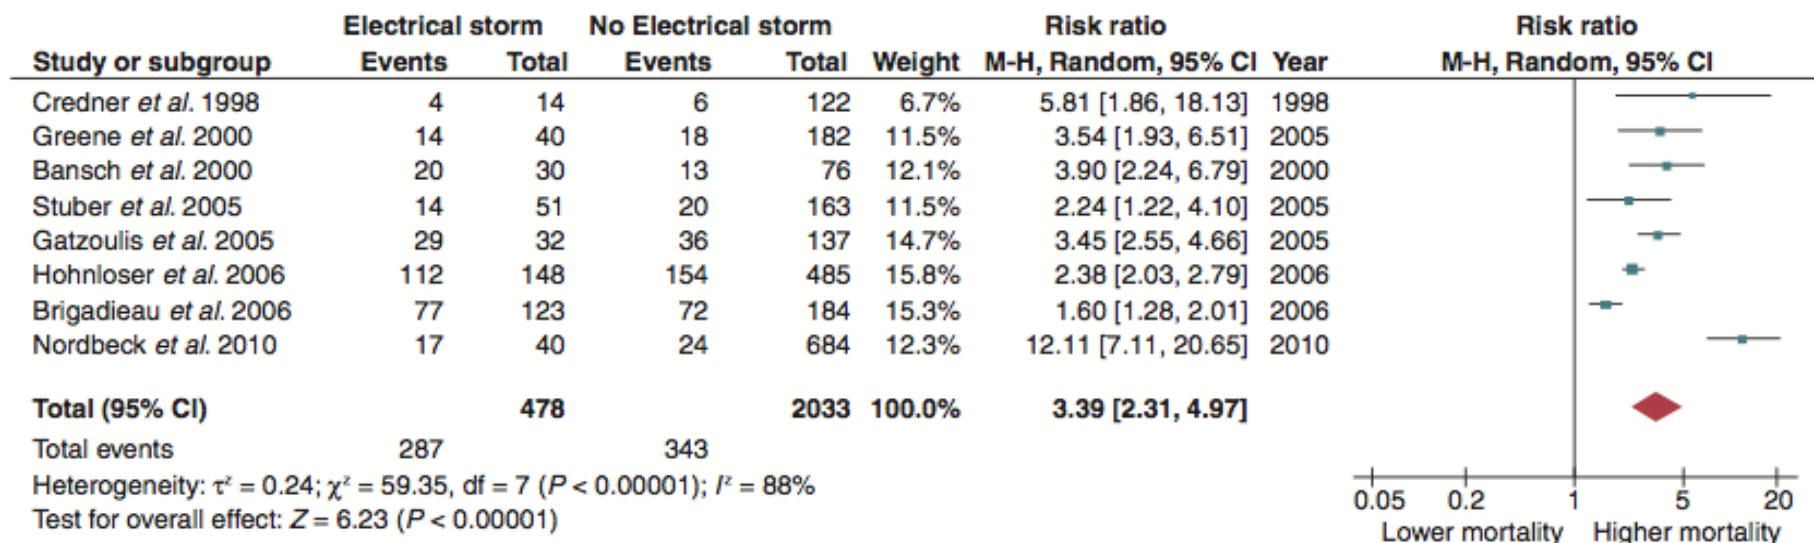 Electrical storm No Electrical storm Risk ratio Risk ratio
Study or subgroup Events Total Events Total Weight M-H, Random, 95% CI Year M-H, Random, 95% CI
Credner et al. 1998 4 14 6 122 6.7% 5.81 [1.86, 18.13] 1998
Greene et al. 2000 14 40 18 182 11.5% 3.54 [1.93, 6.51] 2005
Bansch et al. 2000 20 30 13 76 12.1% 3.90 [2.24, 6.79] 2000
Stuber et al. 2005 14 51 20 163 11.5% 2.24 [1.22, 4.10] 2005
Gatzoulis et al. 2005 29 32 36 137 14.7% 3.45 [2.55, 4.66] 2005
Hohnloser et al. 2006 112 148 154 485 15.8% 2.38 [2.03, 2.79] 2006
Brigadieau et al. 2006 77 123 72 184 15.3% 1.60 [1.28, 2.01] 2006
Nordbeck et al. 2010 17 40 24 684 12.3% 12.11 [7.11, 20.65] 2010
Total (95% CI) 478 2033 100.0% 3.39 [2.31, 4.97]
Total events 287 343
Heterogeneity: τ² = 0.24; χ² = 59.35, df = 7 (P < 0.00001); I² = 88%
Test for overall effect: Z = 6.23 (P < 0.00001)
0.05 0.2 1 5 20
Lower mortality Higher mortality